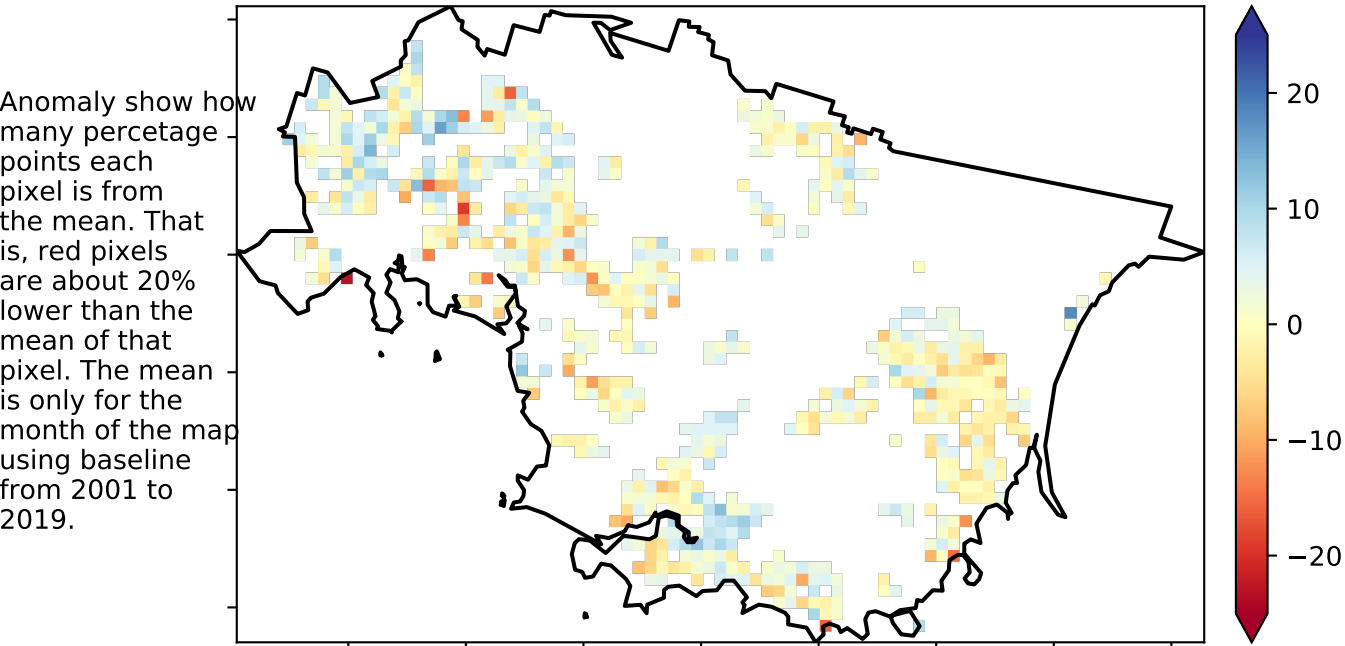 Anomaly show how
many percetage
points each
pixel is from
the mean. That
is, red pixels
are about 20%
lower than the
mean of that
pixel. The mean
is only for the
month of the map
using baseline
from 2001 to
2019.
20
10
0
−10
−20